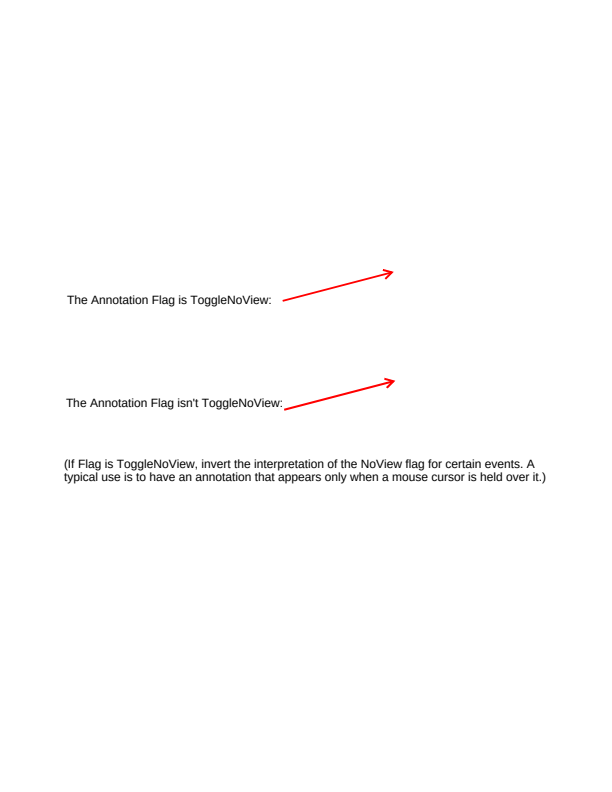 The Annotation Flag is ToggleNoView:
The Annotation Flag isn't ToggleNoView:
(If Flag is ToggleNoView, invert the interpretation of the NoView flag for certain events. A
typical use is to have an annotation that appears only when a mouse cursor is held over it.)